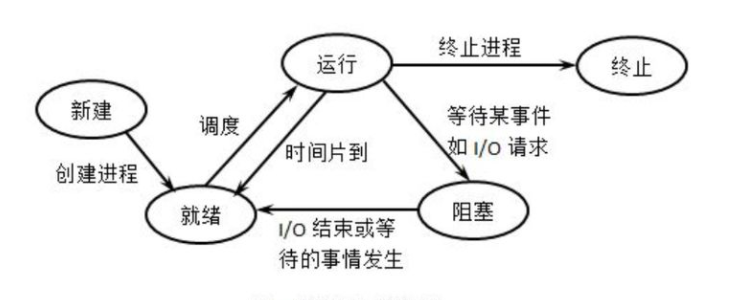 运行
终止进程
终止
新建
调度
等待某事件
如 I/O 请求
时间片到
创建进程
就绪
阻塞
I/O 结束或等
待的事情发生